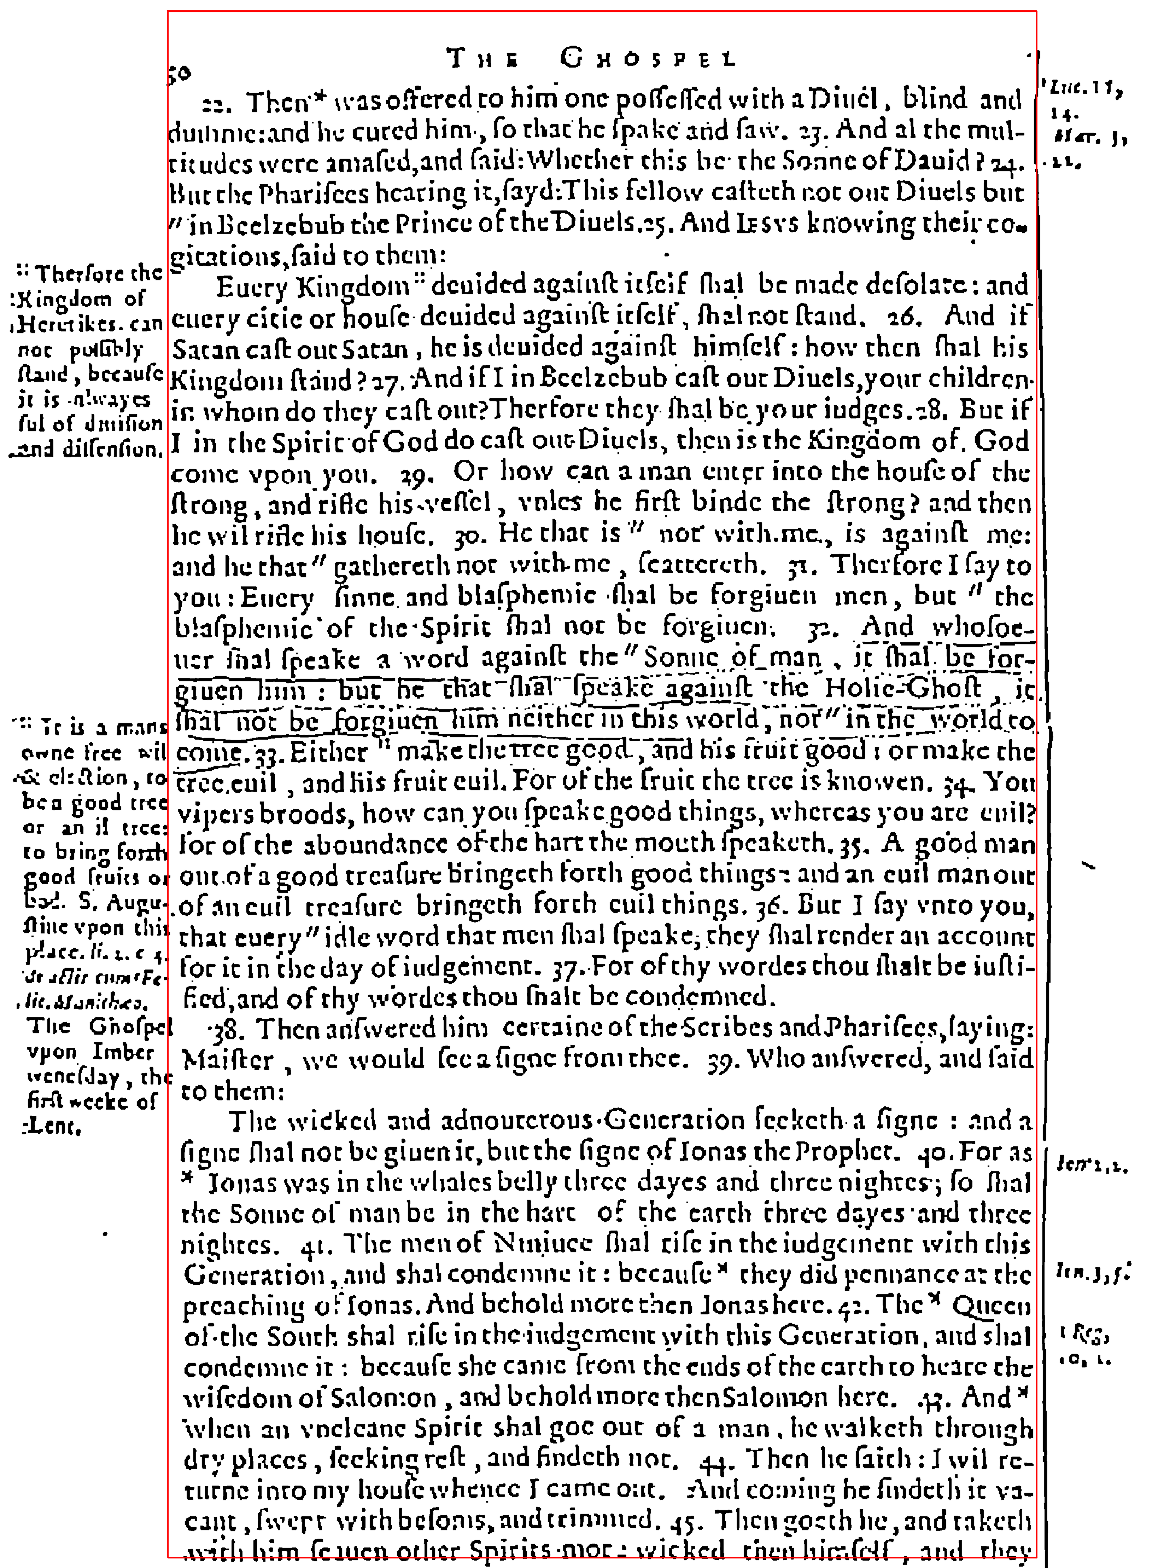 THE GHOSPEL
50
22. Then* was offered to him one possessed with a Diuel, blind and
dumme: and he cured him, so that he spake and saw. 23. And al the mul-
titudes were amased, and said: Whether this be the Sonne of Dauid? 24.
But the Pharisees hearing it, sayd: This fellow casteth not out Diuels but
" in Beelzebub the Prince of the Diuels. 25. And IESVS knowing their co-
gitations, said to them:
Euery Kingdom :: deuided against itself shal be made desolate: and
euery citie or house deuided against itself, shal not stand. 26. And if
Satan cast out Satan, he is deuided against himself: how then shal his
Kingdom stand? 27. And if I in Beelzebub cast out Diuels, your children
in whom do they cast out? Therfore they shal be your iudges. 28. But if
I in the Spirit of God do cast out Diuels, then is the Kingdom of God
come vpon you. 29. Or how can a man enter into the house of the
strong, and rifle his vessel, vnles he first binde the strong? and then
he wil rifle his house. 30. He that is " not with me, is against me:
and he that " gathereth not with me, scattereth. 31. Therfore I say to
you: Euery sinne and blasphemie shal be forgiuen men, but " the
blasphemie of the Spirit shal not be forgiuen. 32. And whosoe-
uer shal speake a word against the " Sonne of man, it shal be for-
giuen him: but he that shal speake against the Holie-Ghost, it
shal not be forgiuen him neither in this world, nor " in the world to
come. 33. Either :: make the tree good, and his fruit good: or make the
tree euil, and his fruit euil. For of the fruit the tree is knowen. 34. You
vipers broods, how can you speake good things, whereas you are euil?
for of the aboundance of the hart the mouth speaketh. 35. A good man
out of a good treasure bringeth forth good things: and an euil man out
of an euil treasure bringeth forth euil things. 36. But I say vnto you,
that euery " idle word that men shal speake, they shal render an account
for it in the day of iudgement. 37. For of thy wordes thou shalt be iusti-
fied, and of thy wordes thou shalt be condemned.
38. Then answered him certaine of the Scribes and Pharisees, saying:
Maister, we would see a signe from thee. 39. Who answered, and said
to them:
The wicked and aduouterous Generation seeketh a signe: and a
signe shal not be giuen it, but the signe of Ionas the Prophet. 40. For as
* Ionas was in the whales belly three dayes and three nightes; so shal
the Sonne of man be in the hart of the earth three dayes and three
nightes. 41. The men of Niniuee shal rise in the iudgement with this
Generation, and shal condemne it: because * they did pennance at the
preaching of Ionas. And behold more then Ionas here. 42. The * Queen
of the South shal rise in the iudgement with this Generation, and shal
condemne it: because she came from the ends of the earth to heare the
wisedom of Salomon, and behold more then Salomon here. 43. And *
when an vncleane Spirit shal goe out of a man, he walketh through
dry places, seeking rest, and findeth not. 44. Then he saith: I wil re-
turne into my house whence I came out. And coming he findeth it va-
cant, swept with besoms, and trimmed. 45. Then goeth he, and taketh
with him seauen other Spirits more wicked then himself, and they
:: Therfore the
Kingdom of
Heretikes can
not possibly
stand, because
it is alwayes
ful of diuision
and dissension.
:: It is a mans
owne free wil
& election, to
be a good tree
or an il tree:
to bring forth
good fruits or
bad. S. Augu-
stine vpon this
place. li. 2. c 4.
de actis cum Fe-
lic. Manichæo.
The Ghospel
vpon Imber
wenesday, the
first weeke of
Lent.
Luc. 11,
14.
Mar. 3,
22.
Ion. 2, 2.
Ion. 3, 5.
1 Reg.
10, 1.